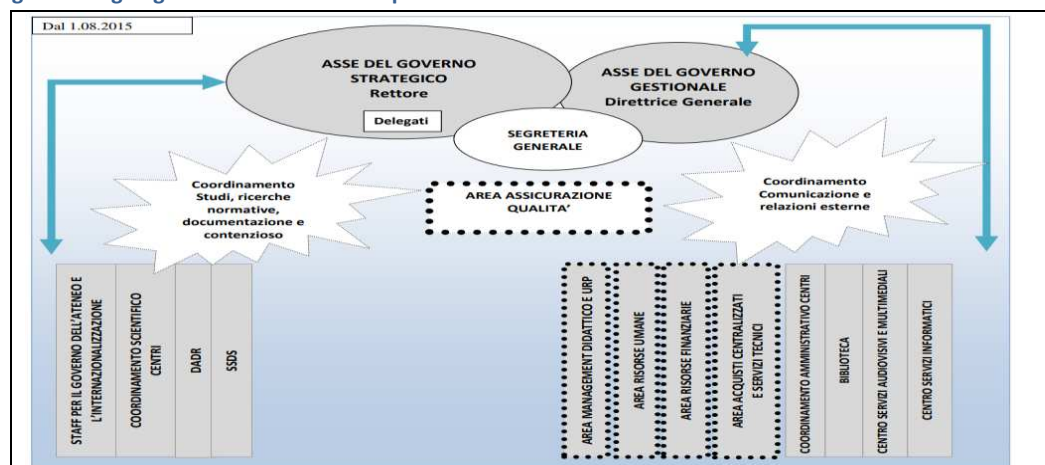 Dal 1.08.2015
ASSE DEL GOVERNO
STRATEGICO
Rettore
Delegati
ASSE DEL GOVERNO
GESTIONALE
Direttrice Generale
SEGRETERIA
GENERALE
Coordinamento
Studi, ricerche
normative,
documentazione e
contenzioso
AREA ASSICURAZIONE
QUALITA'
Coordinamento
Comunicazione e
relazioni esterne
STAFF PER IL GOVERNO DELL'ATENEO E
L'INTERNAZIONALIZZAZIONE
COORDINAMENTO SCIENTIFICO
CENTRI
DADR
SSDS
AREA MANAGEMENT DIDATTICO E URP
AREA RISORSE UMANE
AREA RISORSE FINANZIARIE
AREA ACQUISTI CENTRALIZZATI
E SERVIZI TECNICI
COORDINAMENTO AMMINISTRATIVO CENTRI
BIBLIOTECA
CENTRO SERVIZI AUDIOVISIVI E MULTIMEDIALI
CENTRO SERVIZI INFORMATICI